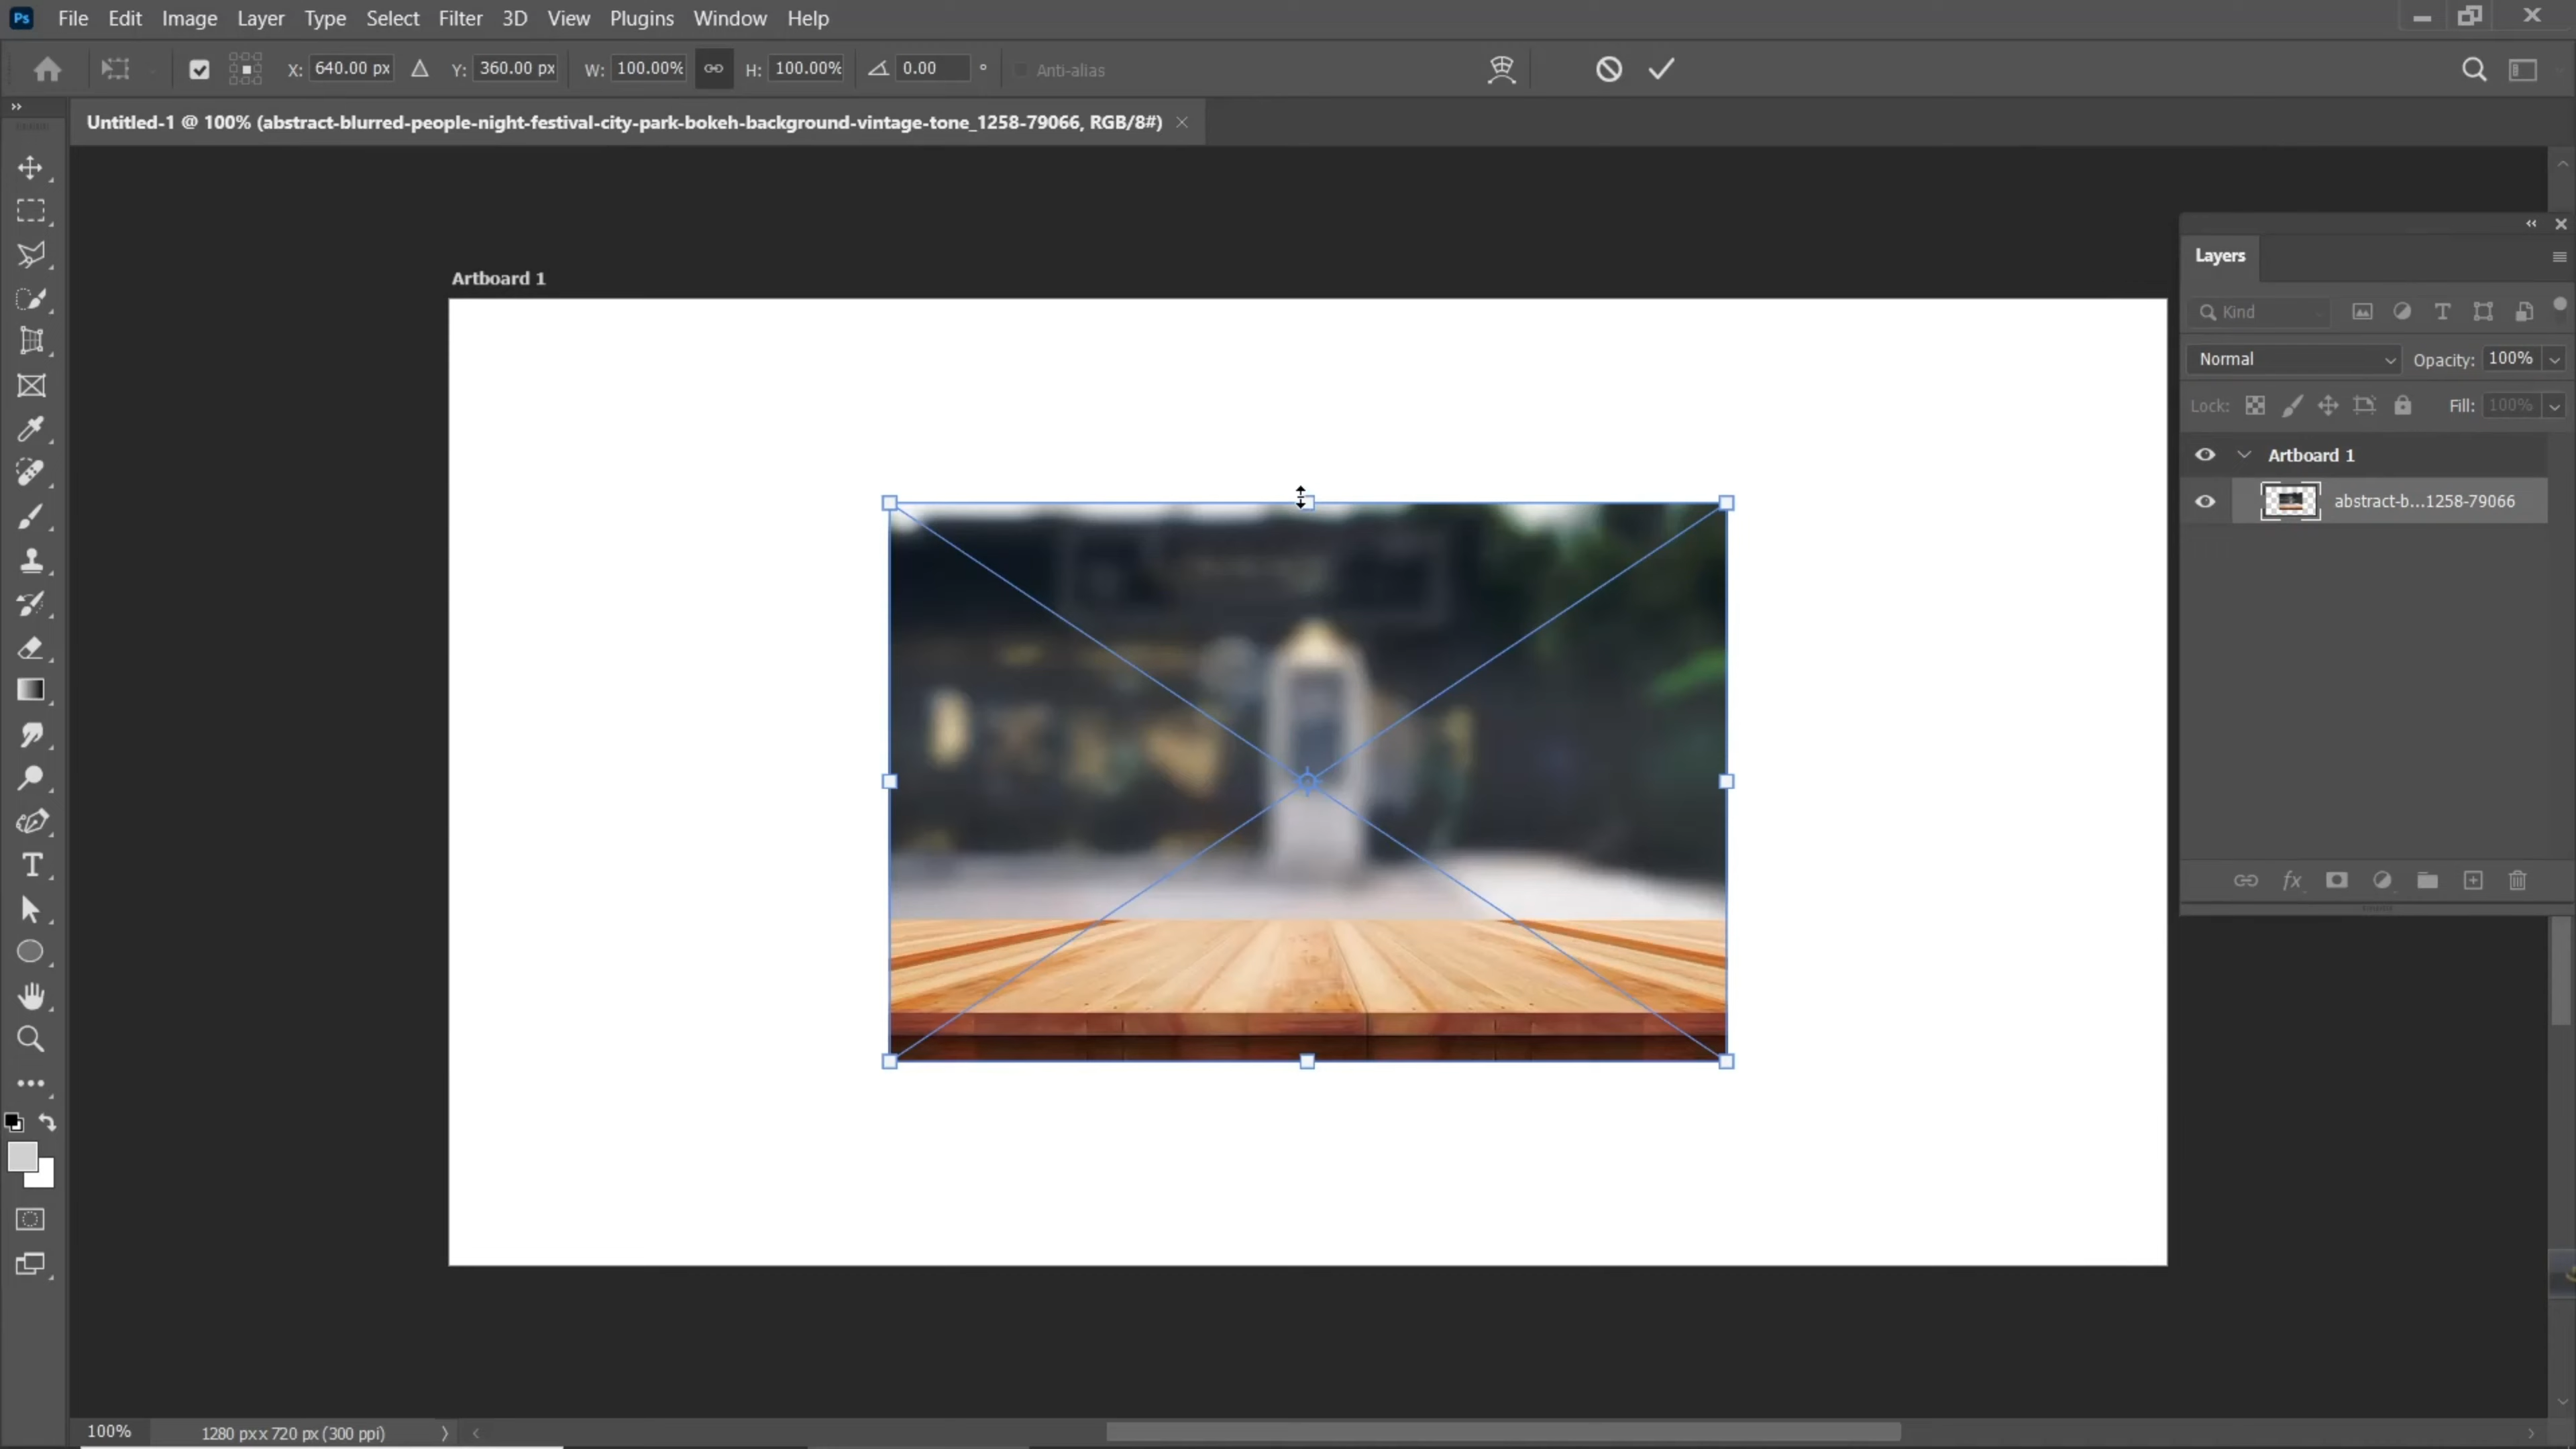 Ps File Edit Image Layer Type Select Filter 3D View Plugins Window Help
X: 640.00 px Y: 360.00 px W: 100.00% H: 100.00% 0.00 ° Anti-alias
Untitled-1 @ 100% (abstract-blurred-people-night-festival-city-park-bokeh-background-vintage-tone_1258-79066, RGB/8#)
Artboard 1
Layers
Kind
Normal Opacity: 100%
Lock: Fill: 100%
Artboard 1
abstract-b...1258-79066
100% 1280 px x 720 px (300 ppi)